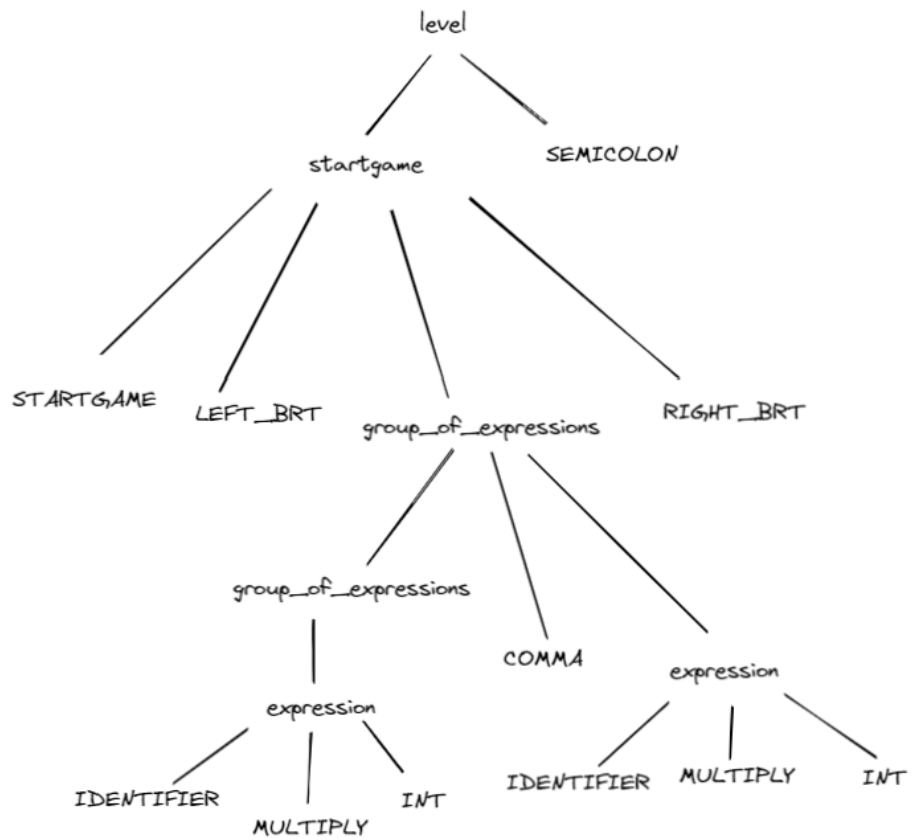 level
startgame
SEMICOLON
STARTGAME
LEFT_BRT
group_of_expressions
RIGHT_BRT
group_of_expressions
COMMA
expression
expression
IDENTIFIER
MULTIPLY
INT
IDENTIFIER
MULTIPLY
INT